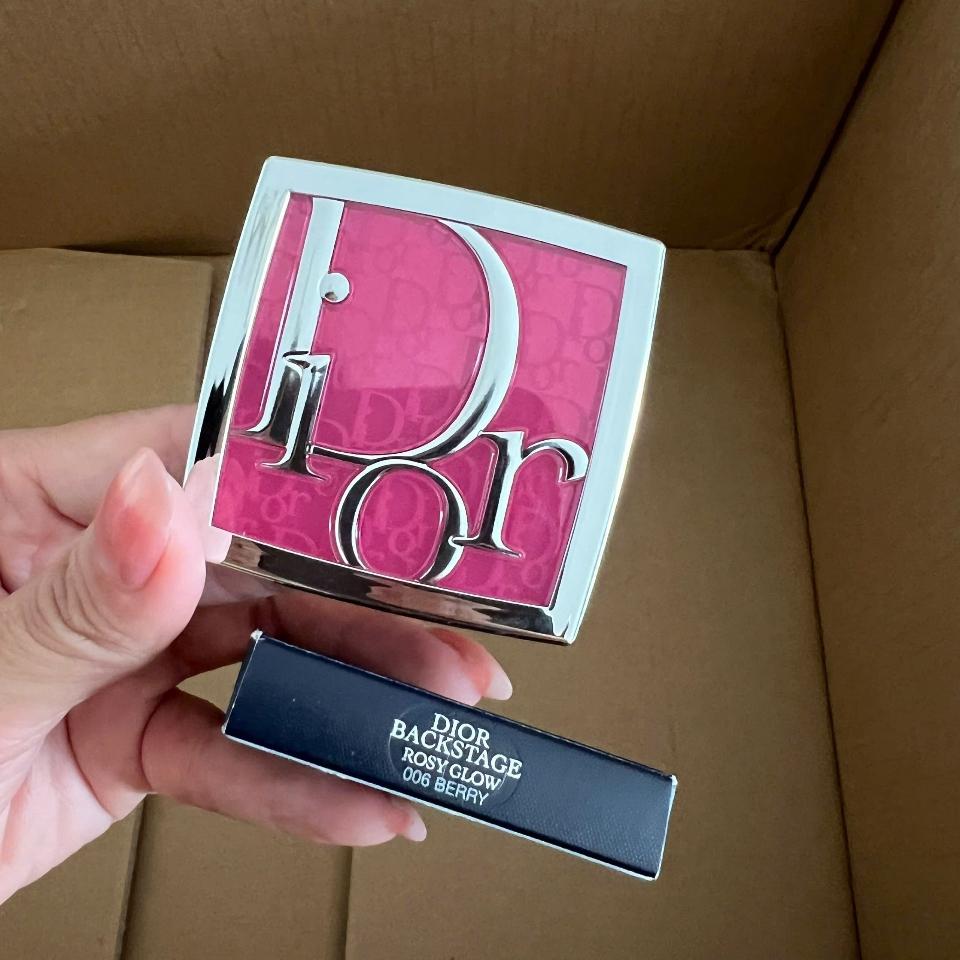 Dior
DIOR
BACKSTAGE
ROSY GLOW
006 BERRY